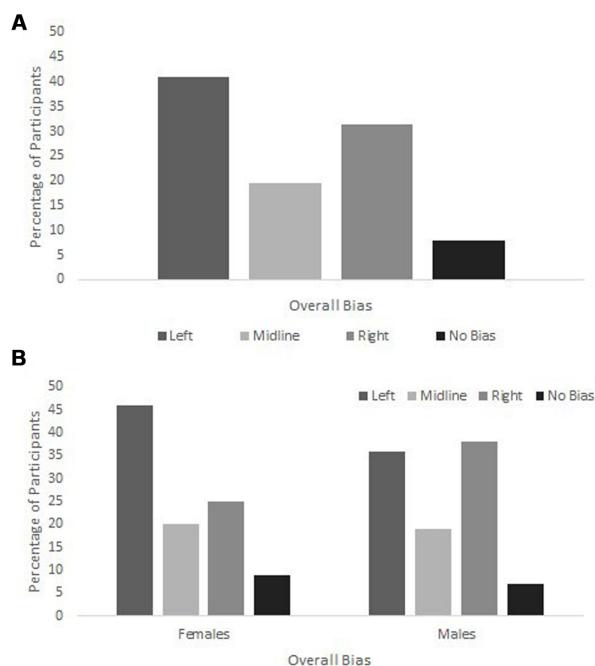 A
Percentage of Participants
50
45
40
35
30
25
20
15
10
5
0
Overall Bias
Left Midline Right No Bias
B
Percentage of Participants
50
45
40
35
30
25
20
15
10
5
0
Left Midline Right No Bias
Females Males
Overall Bias